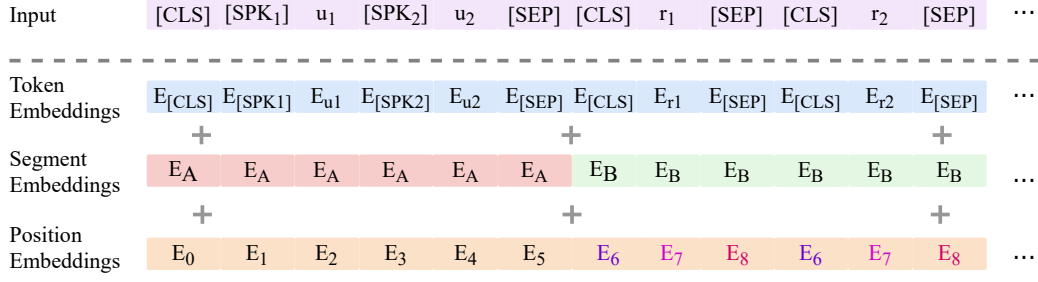 Input [CLS] [SPK1] u1 [SPK2] u2 [SEP] [CLS] r1 [SEP] [CLS] r2 [SEP] ...
Token Embeddings E[CLS] E[SPK1] Eu1 E[SPK2] Eu2 E[SEP] E[CLS] Er1 E[SEP] E[CLS] Er2 E[SEP] ...
+ + +
Segment Embeddings EA EA EA EA EA EA EB EB EB EB EB EB ...
+ + +
Position Embeddings E0 E1 E2 E3 E4 E5 E6 E7 E8 E6 E7 E8 ...